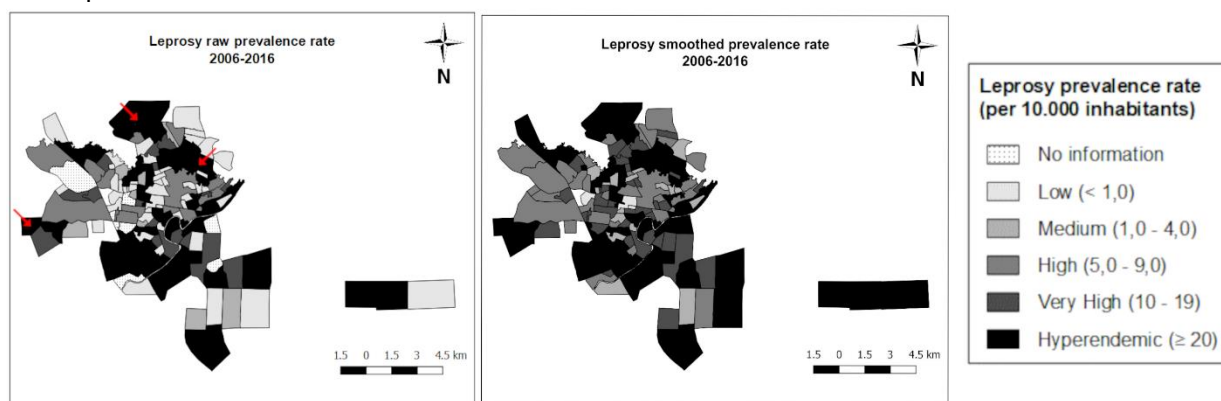 Leprosy raw prevalence rate
2006-2016
N
1.5 0 1.5 3 4.5 km
Leprosy smoothed prevalence rate
2006-2016
N
1.5 0 1.5 3 4.5 km
Leprosy prevalence rate
(per 10.000 inhabitants)
No information
Low (< 1,0)
Medium (1,0 - 4,0)
High (5,0 - 9,0)
Very High (10 - 19)
Hyperendemic (≥ 20)